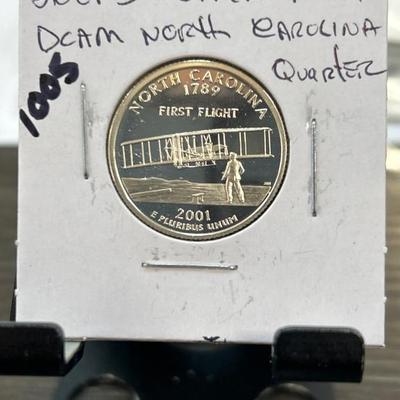 DCAM NORTH CAROLINA
Quarter
1005
NORTH CAROLINA
1789
FIRST FLIGHT
2001
E PLURIBUS UNUM